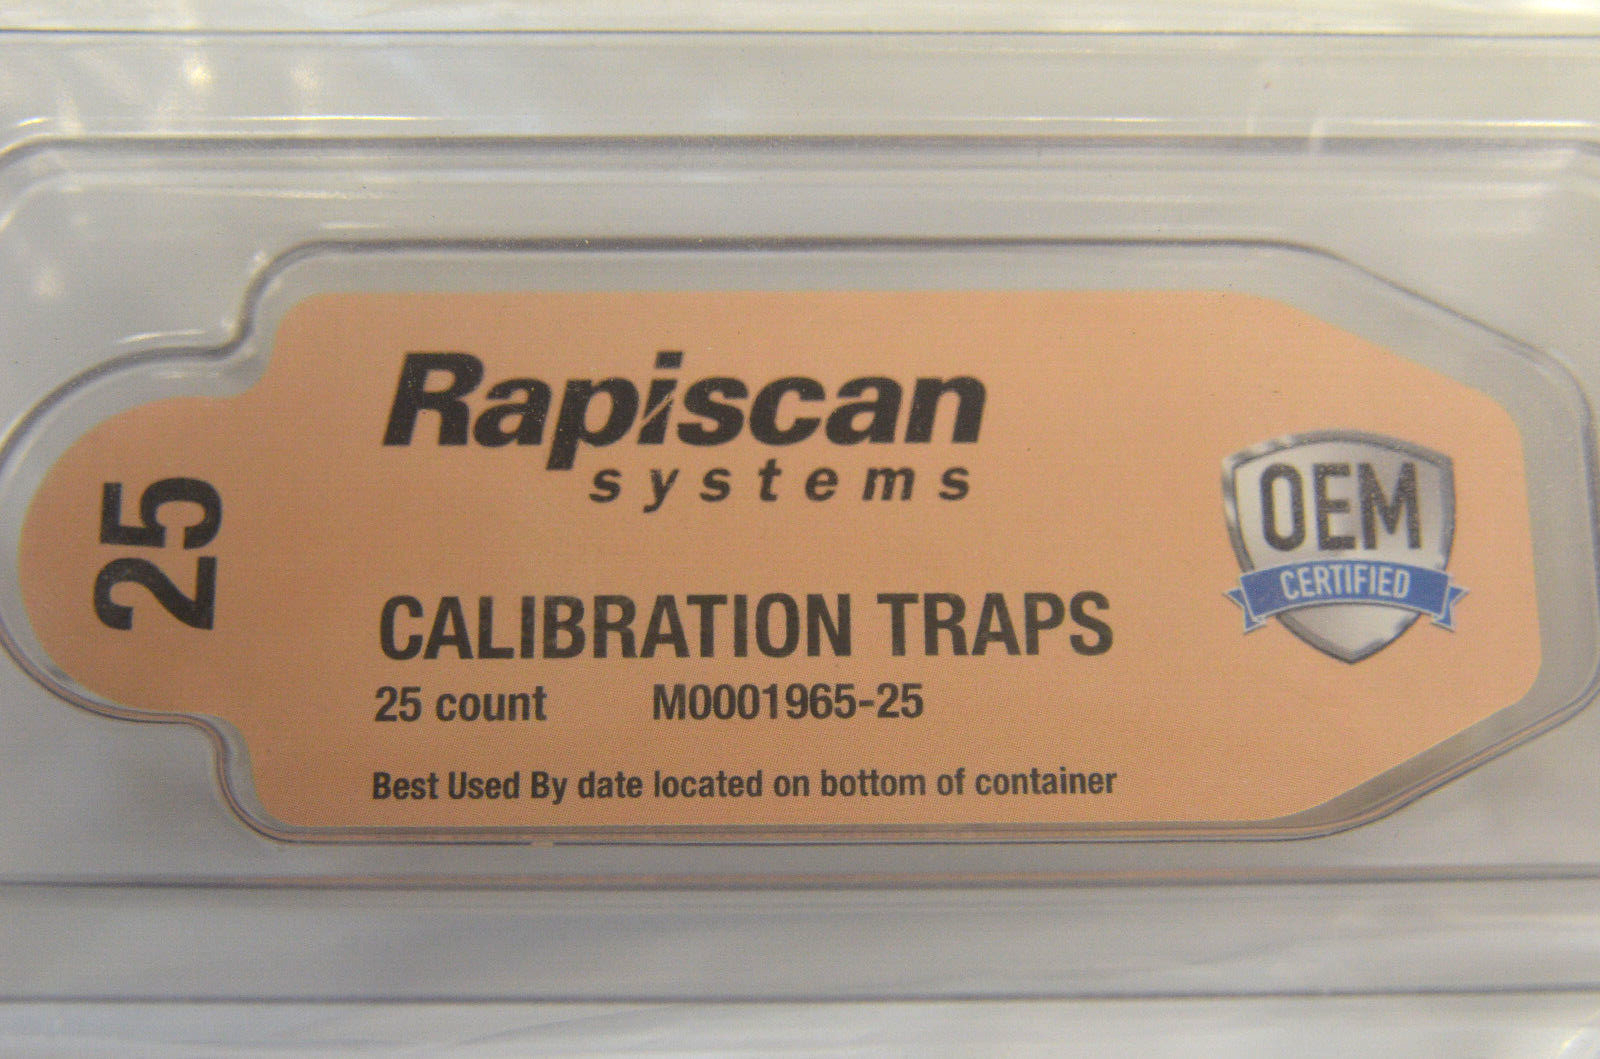 Rapiscan
systems
25
OEM
CERTIFIED
CALIBRATION TRAPS
25 count M0001965-25
Best Used By date located on bottom of container